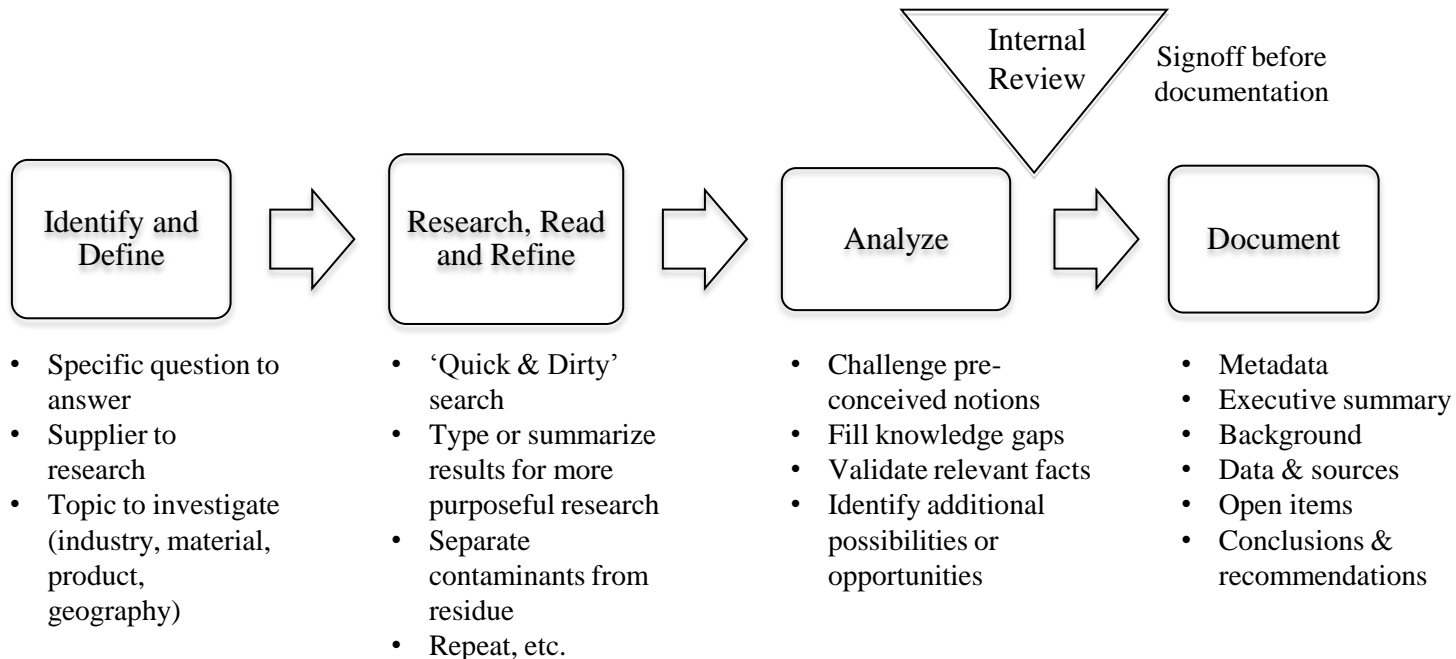 Internal
Review
Signoff before
documentation
Identify and
Define
Research, Read
and Refine
Analyze
Document
• Specific question to
answer
• Supplier to
research
• Topic to investigate
(industry, material,
product,
geography)
• ‘Quick & Dirty’
search
• Type or summarize
results for more
purposeful research
• Separate
contaminants from
residue
• Repeat, etc.
• Challenge pre-
conceived notions
• Fill knowledge gaps
• Validate relevant facts
• Identify additional
possibilities or
opportunities
• Metadata
• Executive summary
• Background
• Data & sources
• Open items
• Conclusions &
recommendations